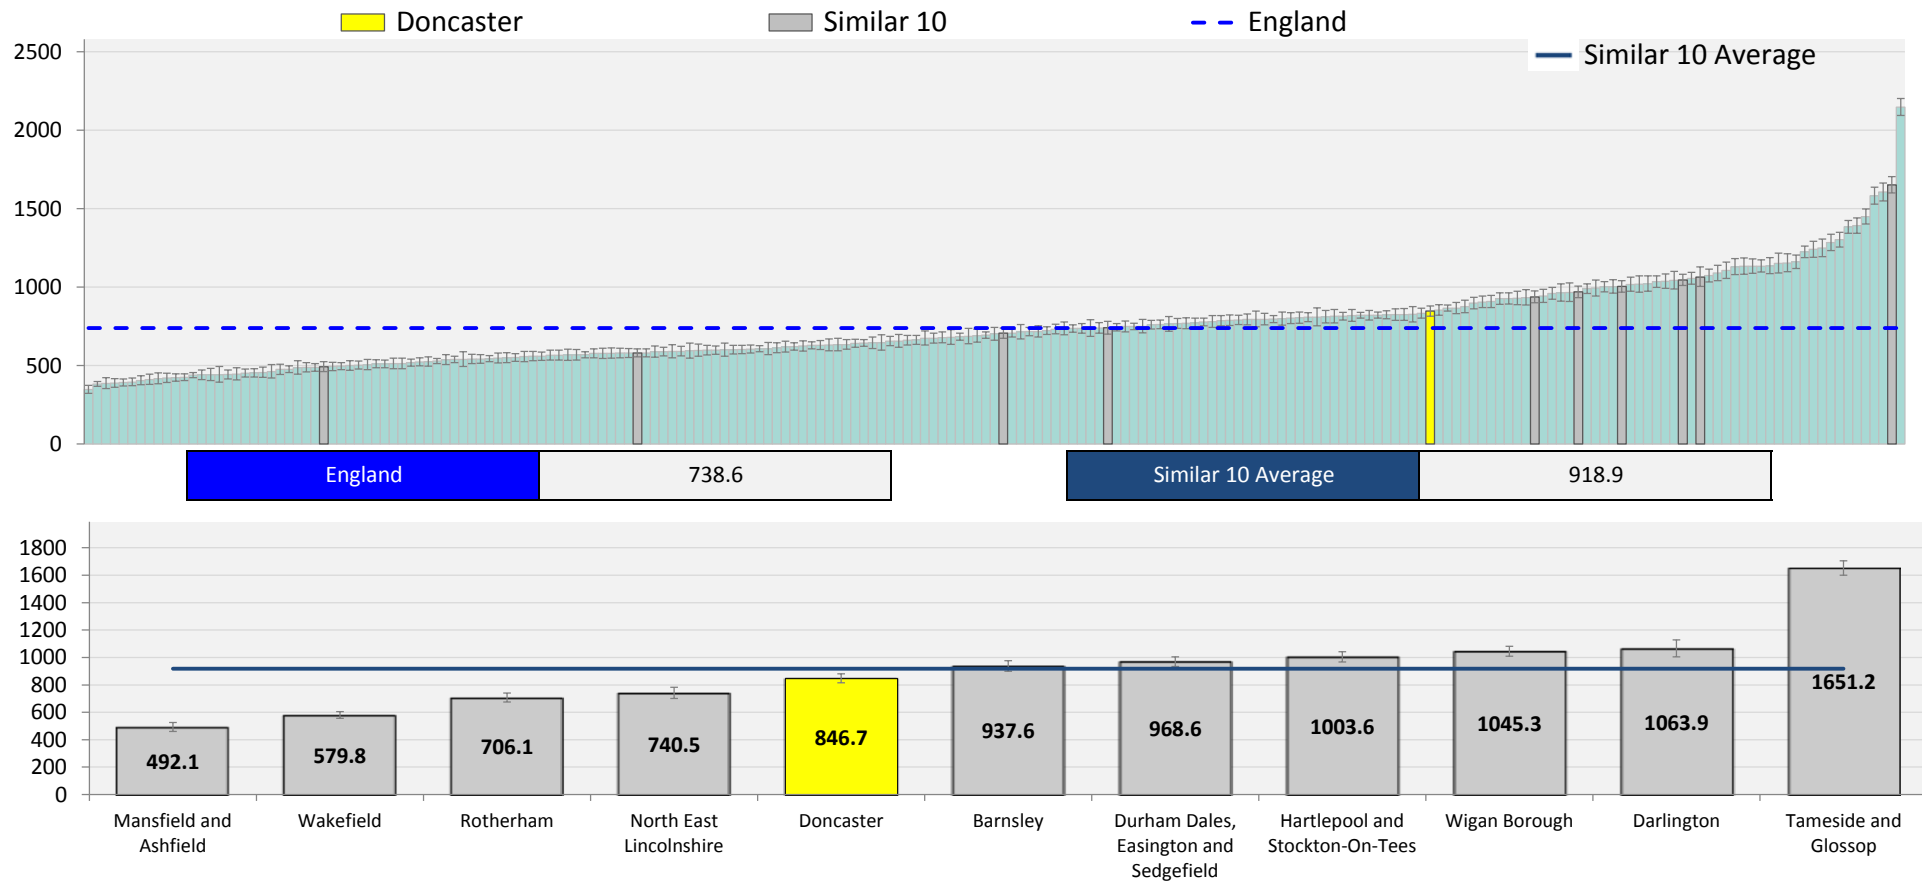 Doncaster
Similar 10
England
Similar 10 Average
2500
2000
1500
1000
500
0
England
738.6
Similar 10 Average
918.9
1800
1600
1400
1200
1000
800
600
400
200
0
492.1
579.8
706.1
740.5
846.7
937.6
968.6
1003.6
1045.3
1063.9
1651.2
Mansfield and
Ashfield
Wakefield
Rotherham
North East
Lincolnshire
Doncaster
Barnsley
Durham Dales,
Easington and
Sedgefield
Hartlepool and
Stockton-On-Tees
Wigan Borough
Darlington
Tameside and
Glossop